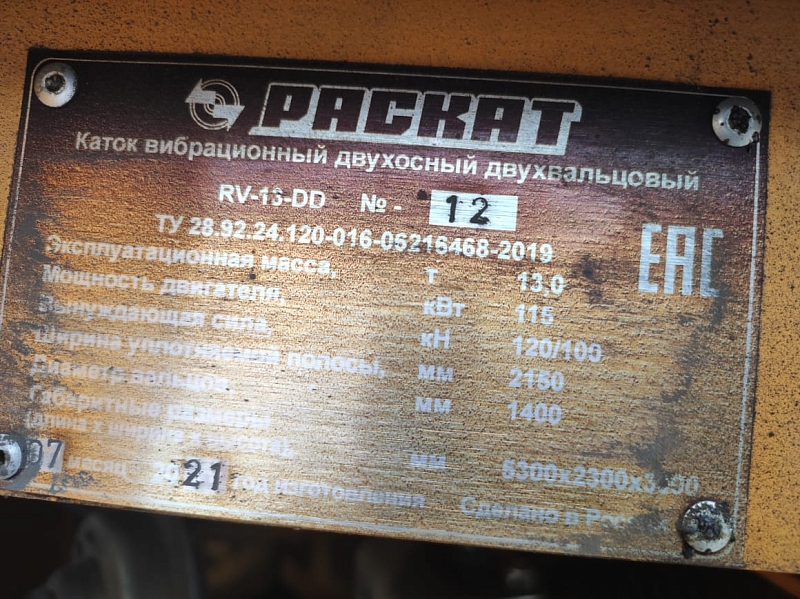 РАСКАТ
Каток вибрационный двухосный двухвальцовый
RV-13-DD № - 12
ТУ 28.92.24.120-016-05216468-2019
EAC
Эксплуатационная масса, т 13,0
Мощность двигателя, кВт 115
Вынуждающая сила, кН 120/100
Ширина уплотняемой полосы, мм 2150
Диаметр вальцов, мм 1400
Габаритные размеры
(длина х ширина х высота), мм
07 месяц 2021 год изготовления Сделано в России